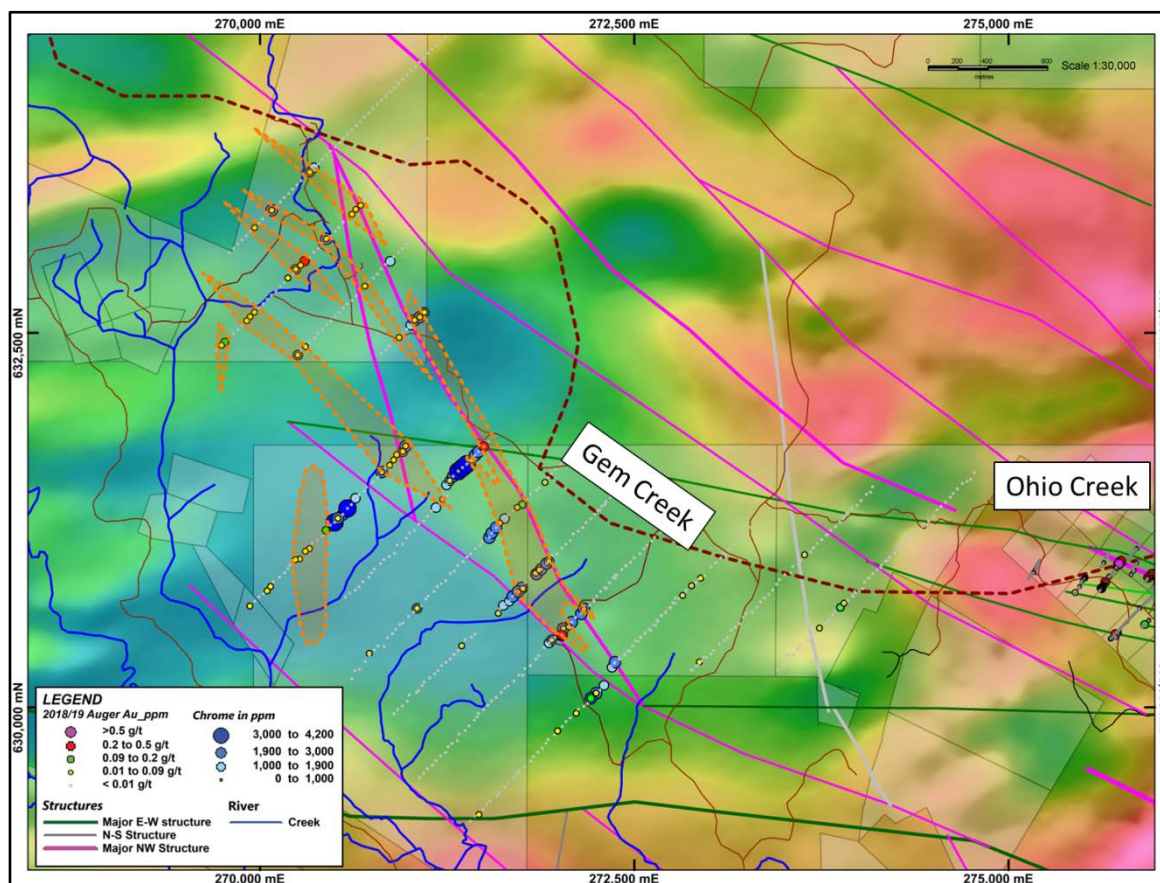 270,000 mE
272,500 mE
275,000 mE
0 200 400 600
metres
Scale 1:30,000
632,500 mN
Gem Creek
Ohio Creek
630,000 mN
LEGEND
2018/19 Auger Au_ppm
>0.5 g/t
0.2 to 0.5 g/t
0.09 to 0.2 g/t
0.01 to 0.09 g/t
< 0.01 g/t
Chrome in ppm
3,000 to 4,200
1,900 to 3,000
1,000 to 1,900
0 to 1,000
Structures
Major E-W structure
N-S Structure
Major NW Structure
River
Creek
270,000 mE
272,500 mE
275,000 mE